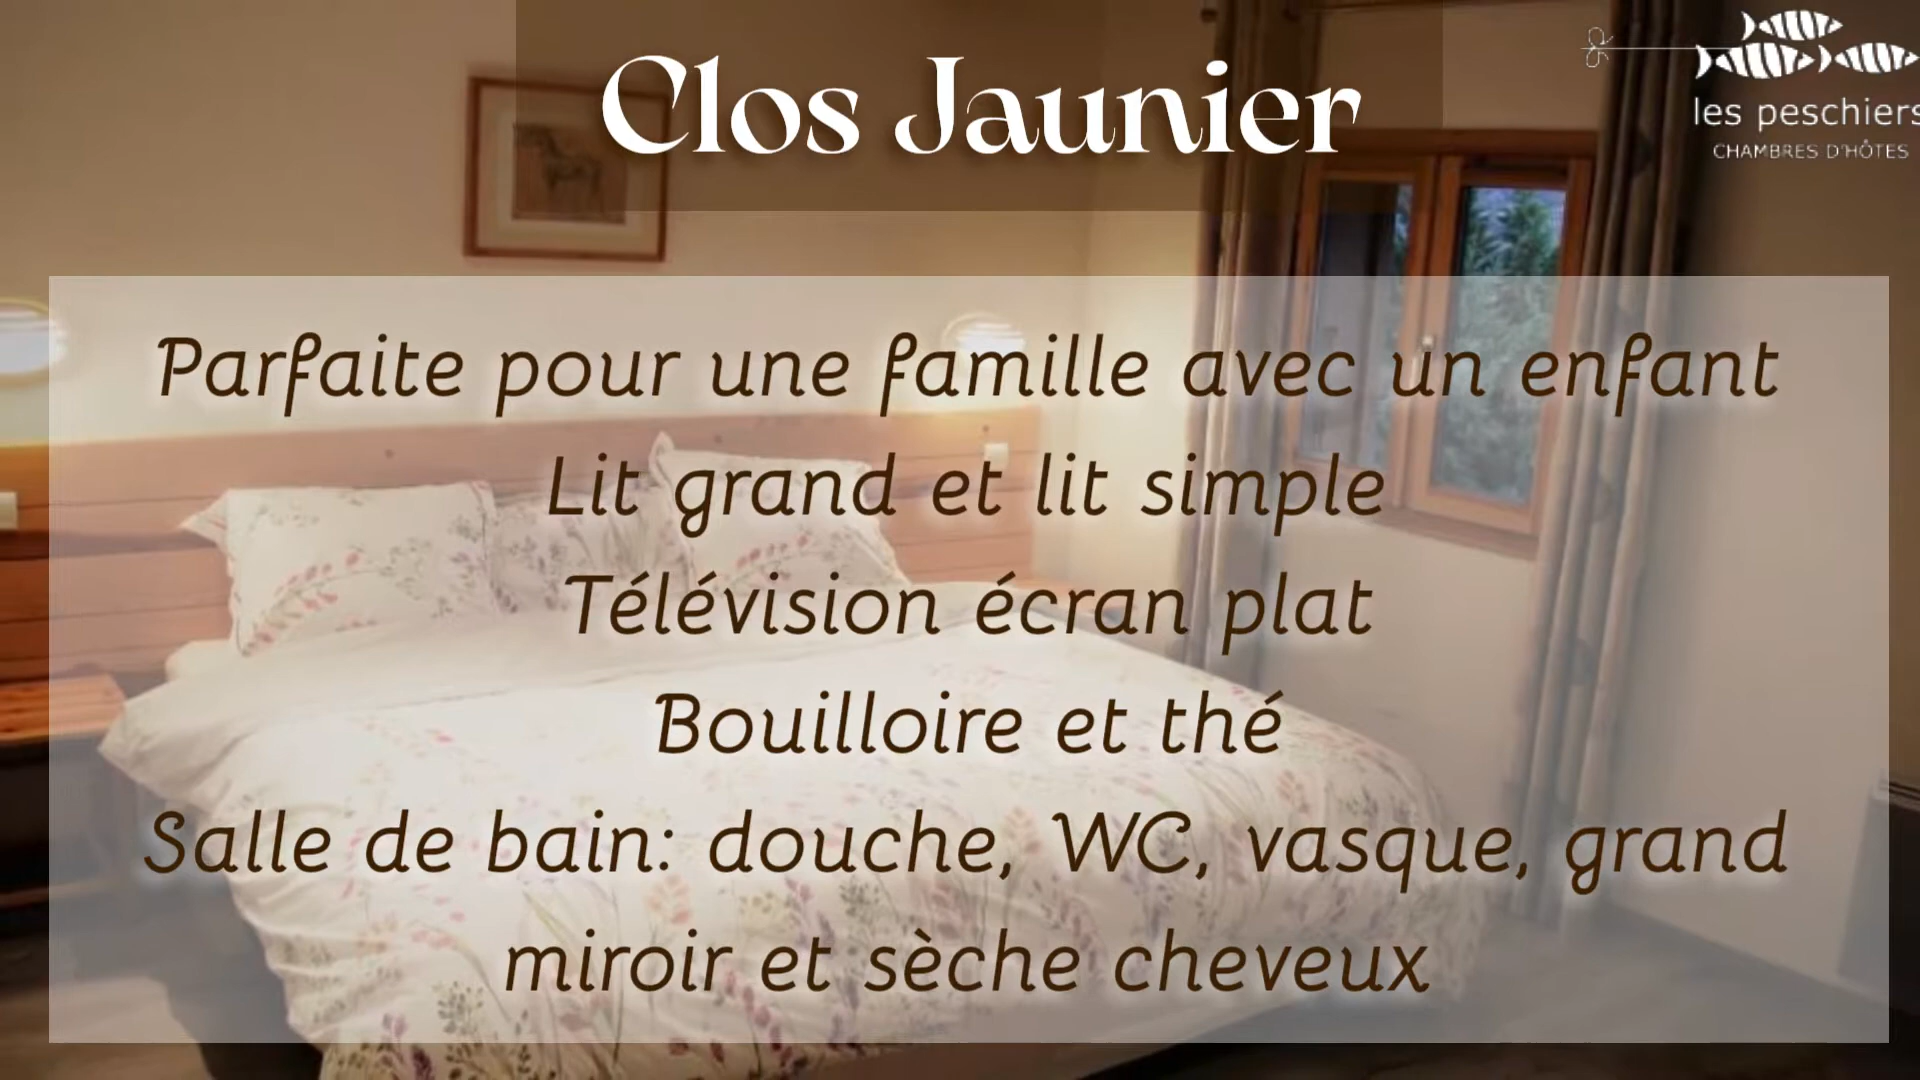 Clos Jaunier
les peschiers
CHAMBRES D'HÔTES
Parfaite pour une famille avec un enfant
Lit grand et lit simple
Télévision écran plat
Bouilloire et thé
Salle de bain: douche, WC, vasque, grand
miroir et sèche cheveux